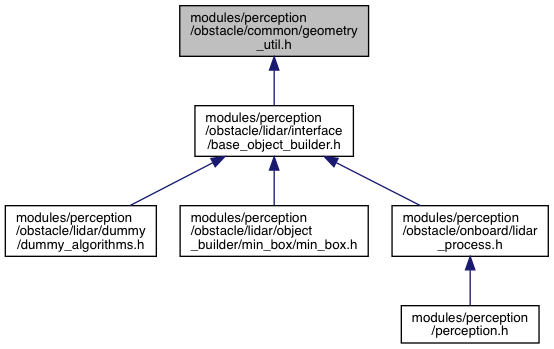 modules/perception
/obstacle/common/geometry
_util.h
modules/perception
/obstacle/lidar/interface
/base_object_builder.h
modules/perception
/obstacle/lidar/dummy
/dummy_algorithms.h
modules/perception
/obstacle/lidar/object
_builder/min_box/min_box.h
modules/perception
/obstacle/onboard/lidar
_process.h
modules/perception
/perception.h